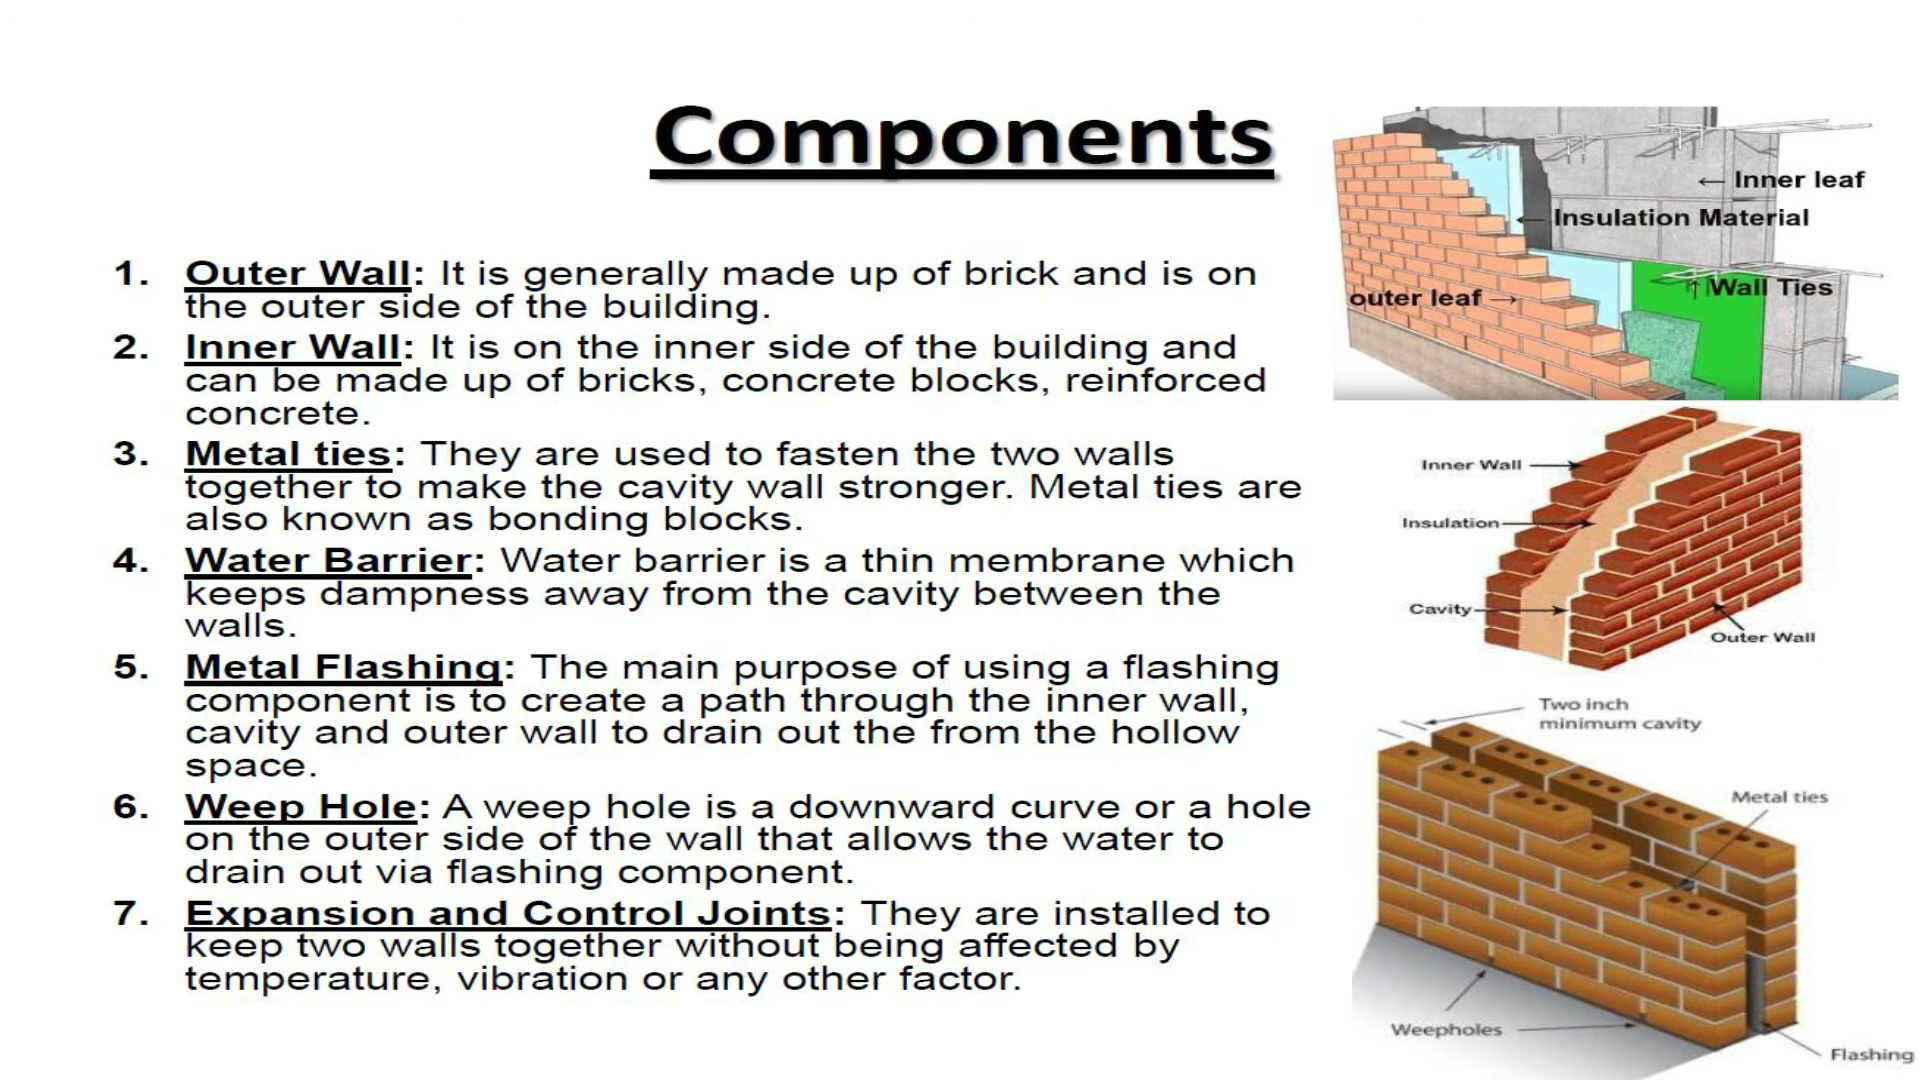 Components
1. Outer Wall: It is generally made up of brick and is on
the outer side of the building.
2. Inner Wall: It is on the inner side of the building and
can be made up of bricks, concrete blocks, reinforced
concrete.
3. Metal ties: They are used to fasten the two walls
together to make the cavity wall stronger. Metal ties are
also known as bonding blocks.
4. Water Barrier: Water barrier is a thin membrane which
keeps dampness away from the cavity between the
walls.
5. Metal Flashing: The main purpose of using a flashing
component is to create a path through the inner wall,
cavity and outer wall to drain out the from the hollow
space.
6. Weep Hole: A weep hole is a downward curve or a hole
on the outer side of the wall that allows the water to
drain out via flashing component.
7. Expansion and Control Joints: They are installed to
keep two walls together without being affected by
temperature, vibration or any other factor.
← Inner leaf
← Insulation Material
↑ Wall Ties
outer leaf →
Inner Wall
Insulation
Cavity
Outer Wall
Two inch
minimum cavity
Metal ties
Weepholes
Flashing